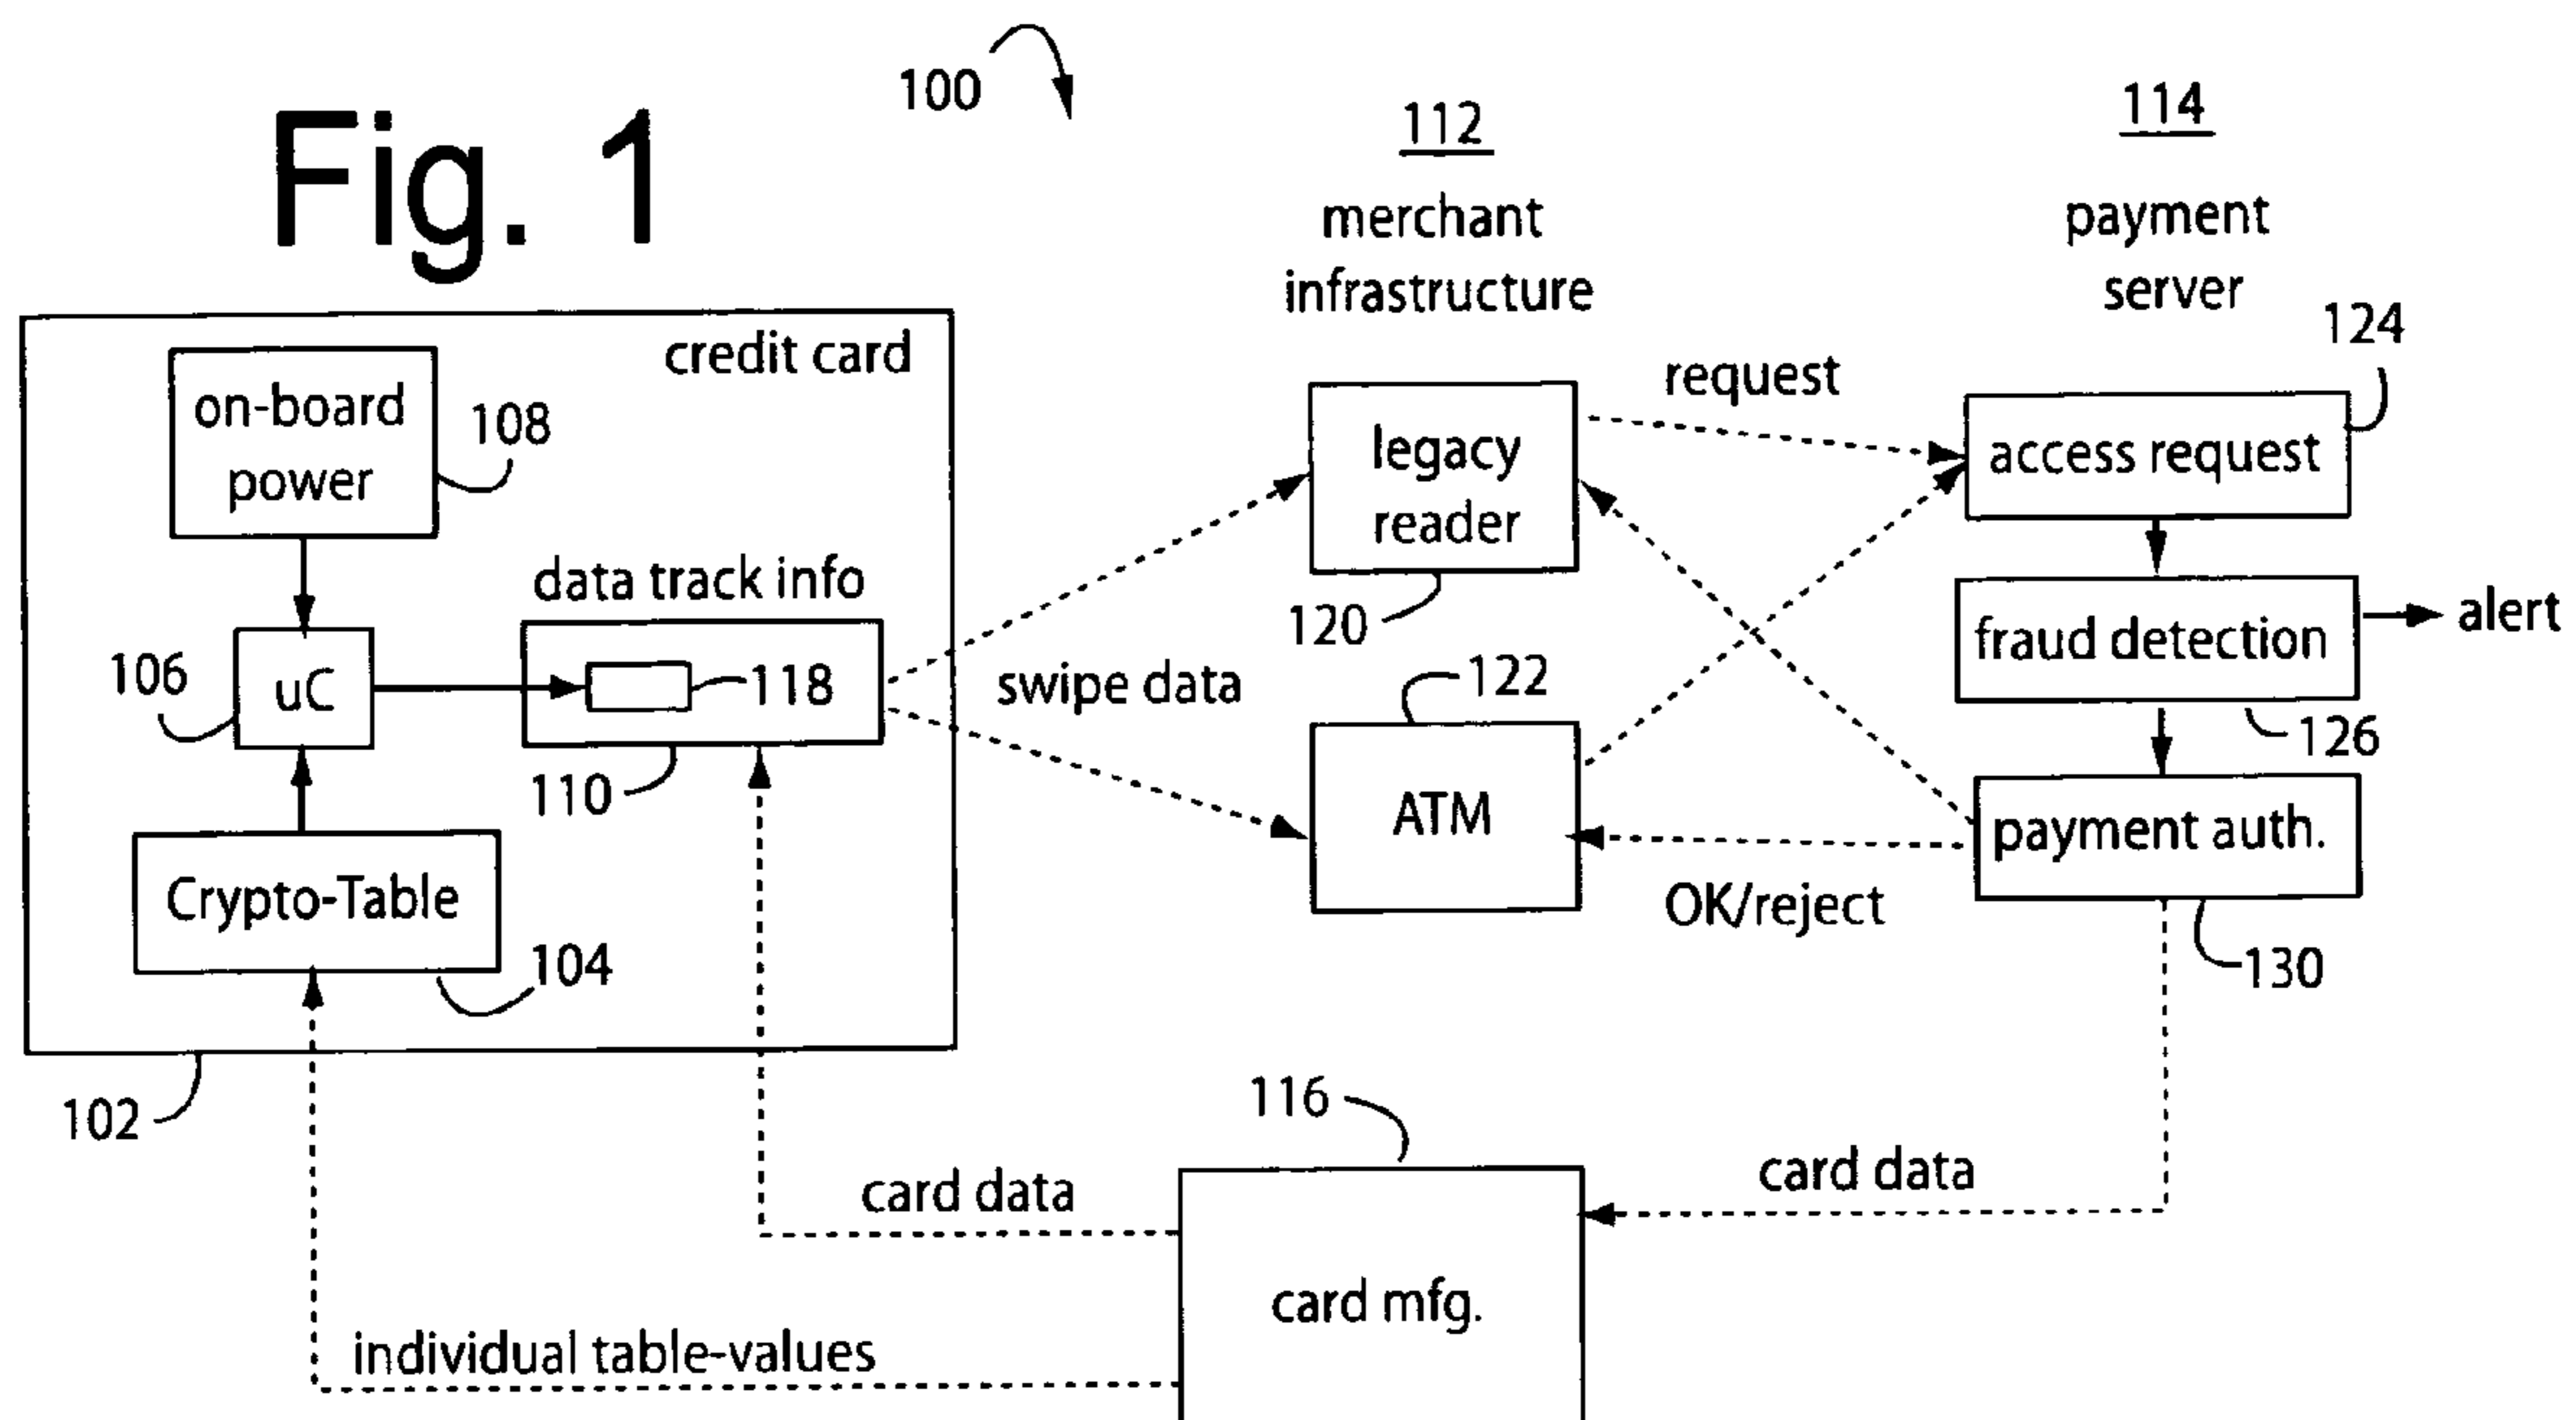 Fig. 1
100
112
merchant
infrastructure
114
payment
server
credit card
on-board
power
108
data track info
106
uC
118
110
Crypto-Table
104
102
swipe data
legacy
reader
120
122
ATM
request
124
access request
fraud detection
alert
126
payment auth.
OK/reject
130
116
card data
card data
card mfg.
individual table-values